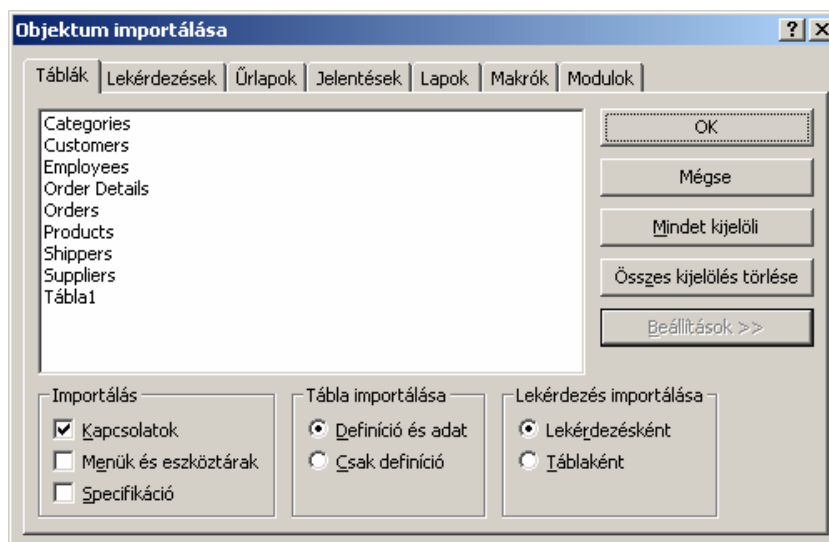 Objektum importálása
Táblák Lekérdezések Űrlapok Jelentések Lapok Makrók Modulok
Categories
Customers
Employees
Order Details
Orders
Products
Shippers
Suppliers
Tábla1
OK
Mégse
Mindet kijelöli
Összes kijelölés törlése
Beállítások >>
Importálás
Kapcsolatok
Menük és eszköztárak
Specifikáció
Tábla importálása
Definíció és adat
Csak definíció
Lekérdezés importálása
Lekérdezésként
Táblaként